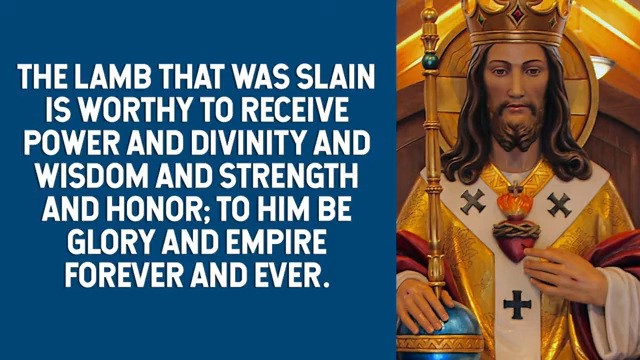 THE LAMB THAT WAS SLAIN
IS WORTHY TO RECEIVE
POWER AND DIVINITY AND
WISDOM AND STRENGTH
AND HONOR; TO HIM BE
GLORY AND EMPIRE
FOREVER AND EVER.